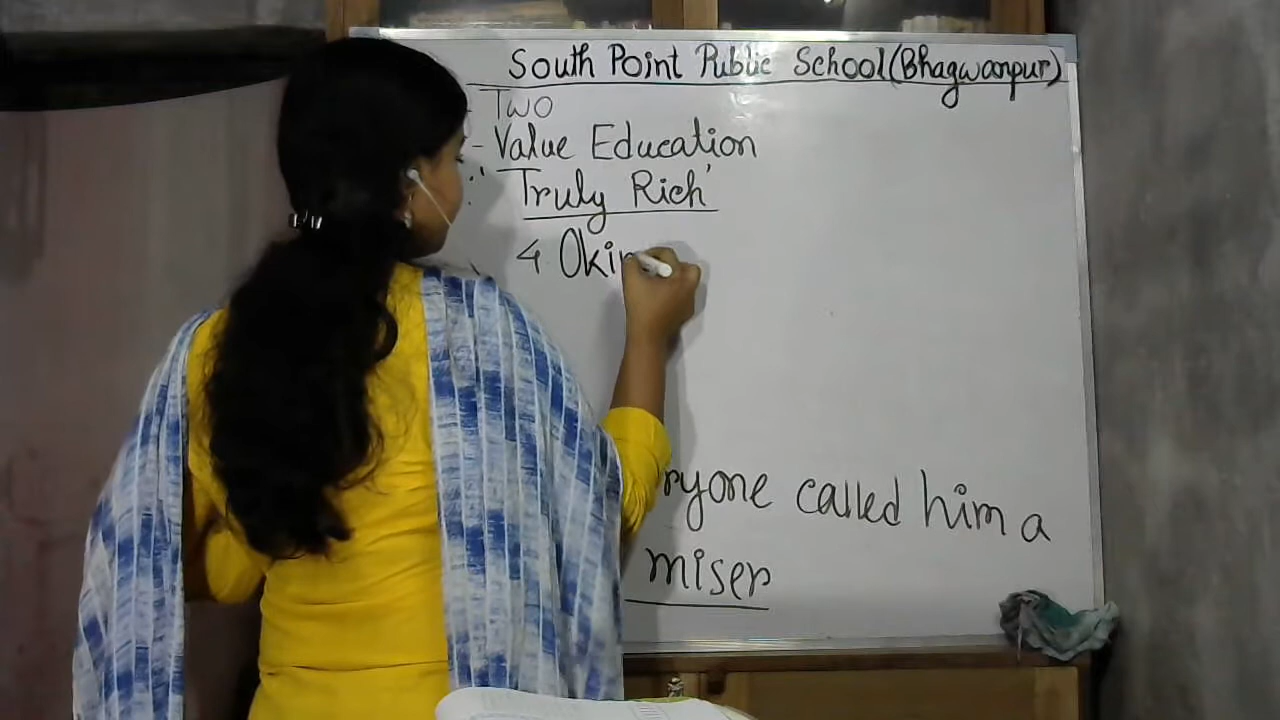 South Point Public School(Bhagwanpur)
- Two
- Value Education
:' Truly Rich'
4 Oki
ryone called him a
miser